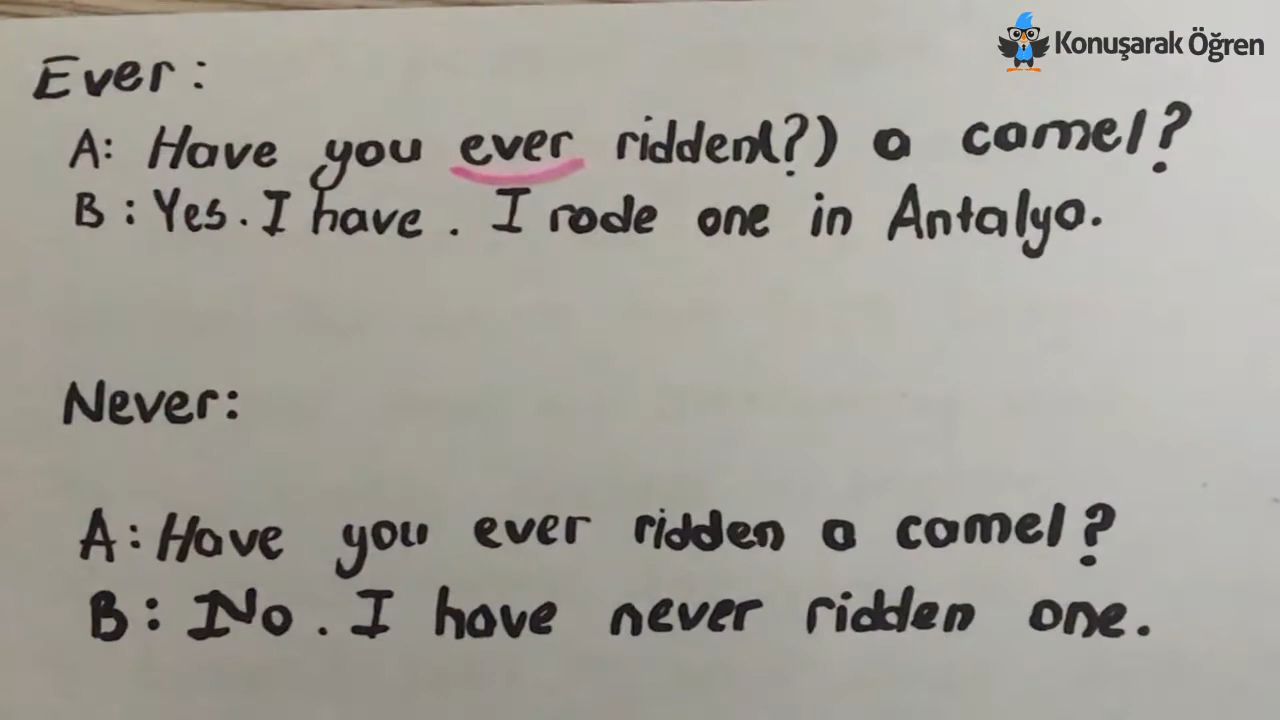 Konuşarak Öğren
Ever:
A: Have you ever ridden(?) a camel?
B: Yes. I have. I rode one in Antalya.
Never:
A: Have you ever ridden a camel?
B: No. I have never ridden one.